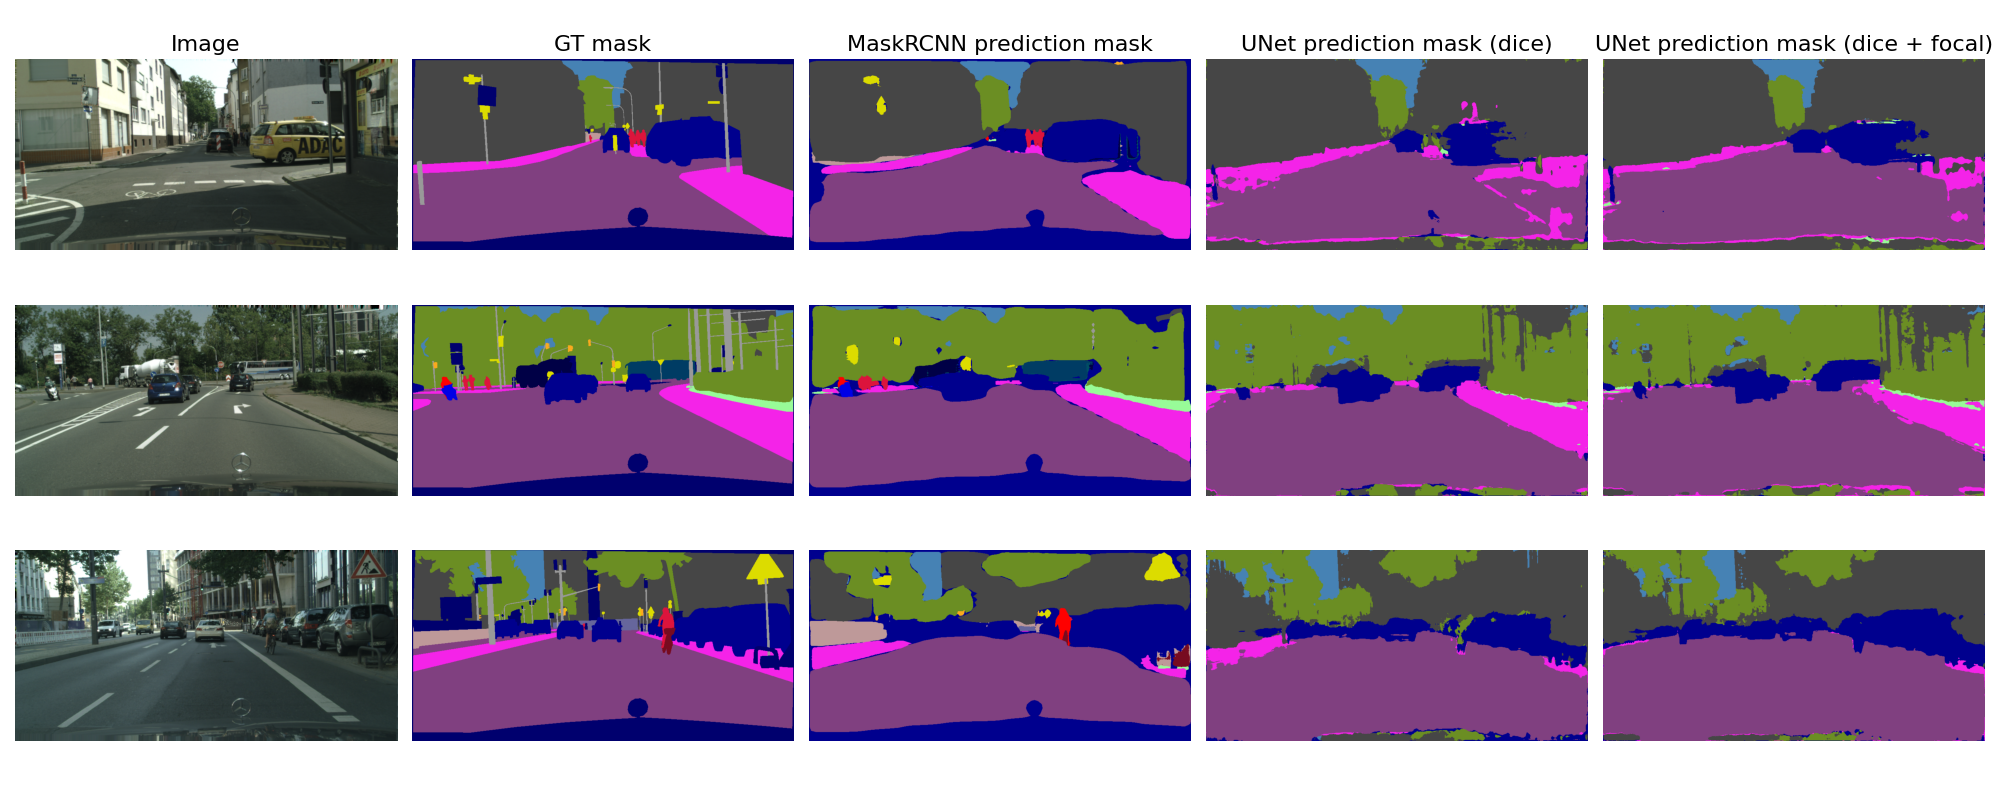 Image
GT mask
MaskRCNN prediction mask
UNet prediction mask (dice)
UNet prediction mask (dice + focal)
ADAC